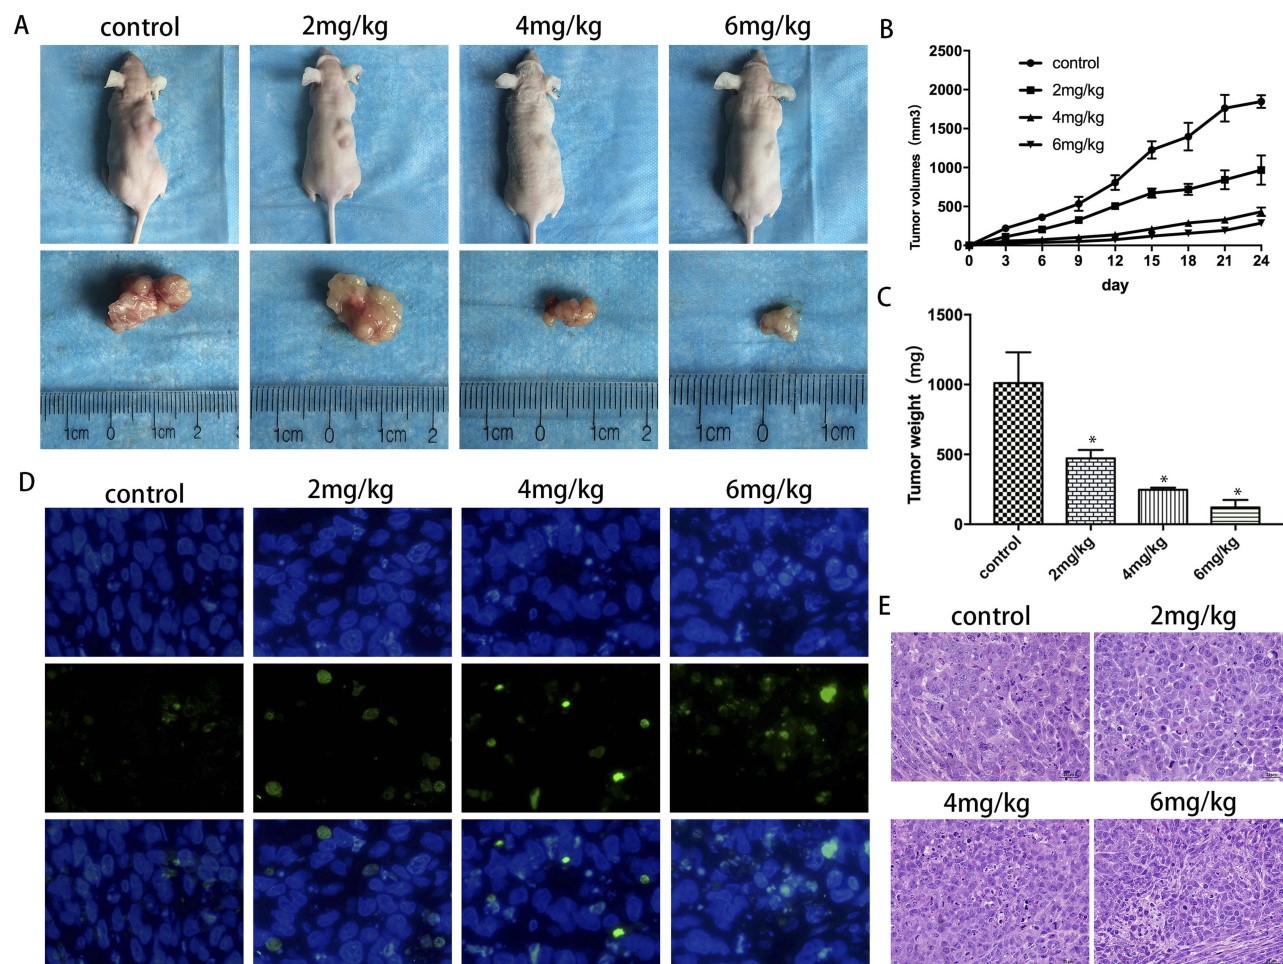 A
control
2mg/kg
4mg/kg
6mg/kg
1cm 0 1cm 2
1cm 0 1cm 2
1cm 0 1cm 2
1cm 0 1cm
B
2500
2000
1500
1000
500
0
Tumor volumes (mm3)
control
2mg/kg
4mg/kg
6mg/kg
0 3 6 9 12 15 18 21 24
day
C
1500
1000
500
0
Tumor weight (mg)
* * *
control
2mg/kg
4mg/kg
6mg/kg
D
control
2mg/kg
4mg/kg
6mg/kg
E
control
2mg/kg
4mg/kg
6mg/kg